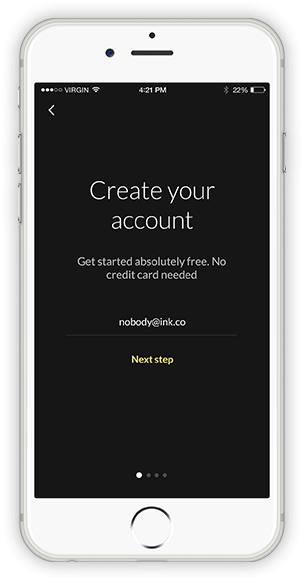 VIRGIN 4:21 PM 22%
Create your
account
Get started absolutely free. No
credit card needed
nobody@ink.co
Next step